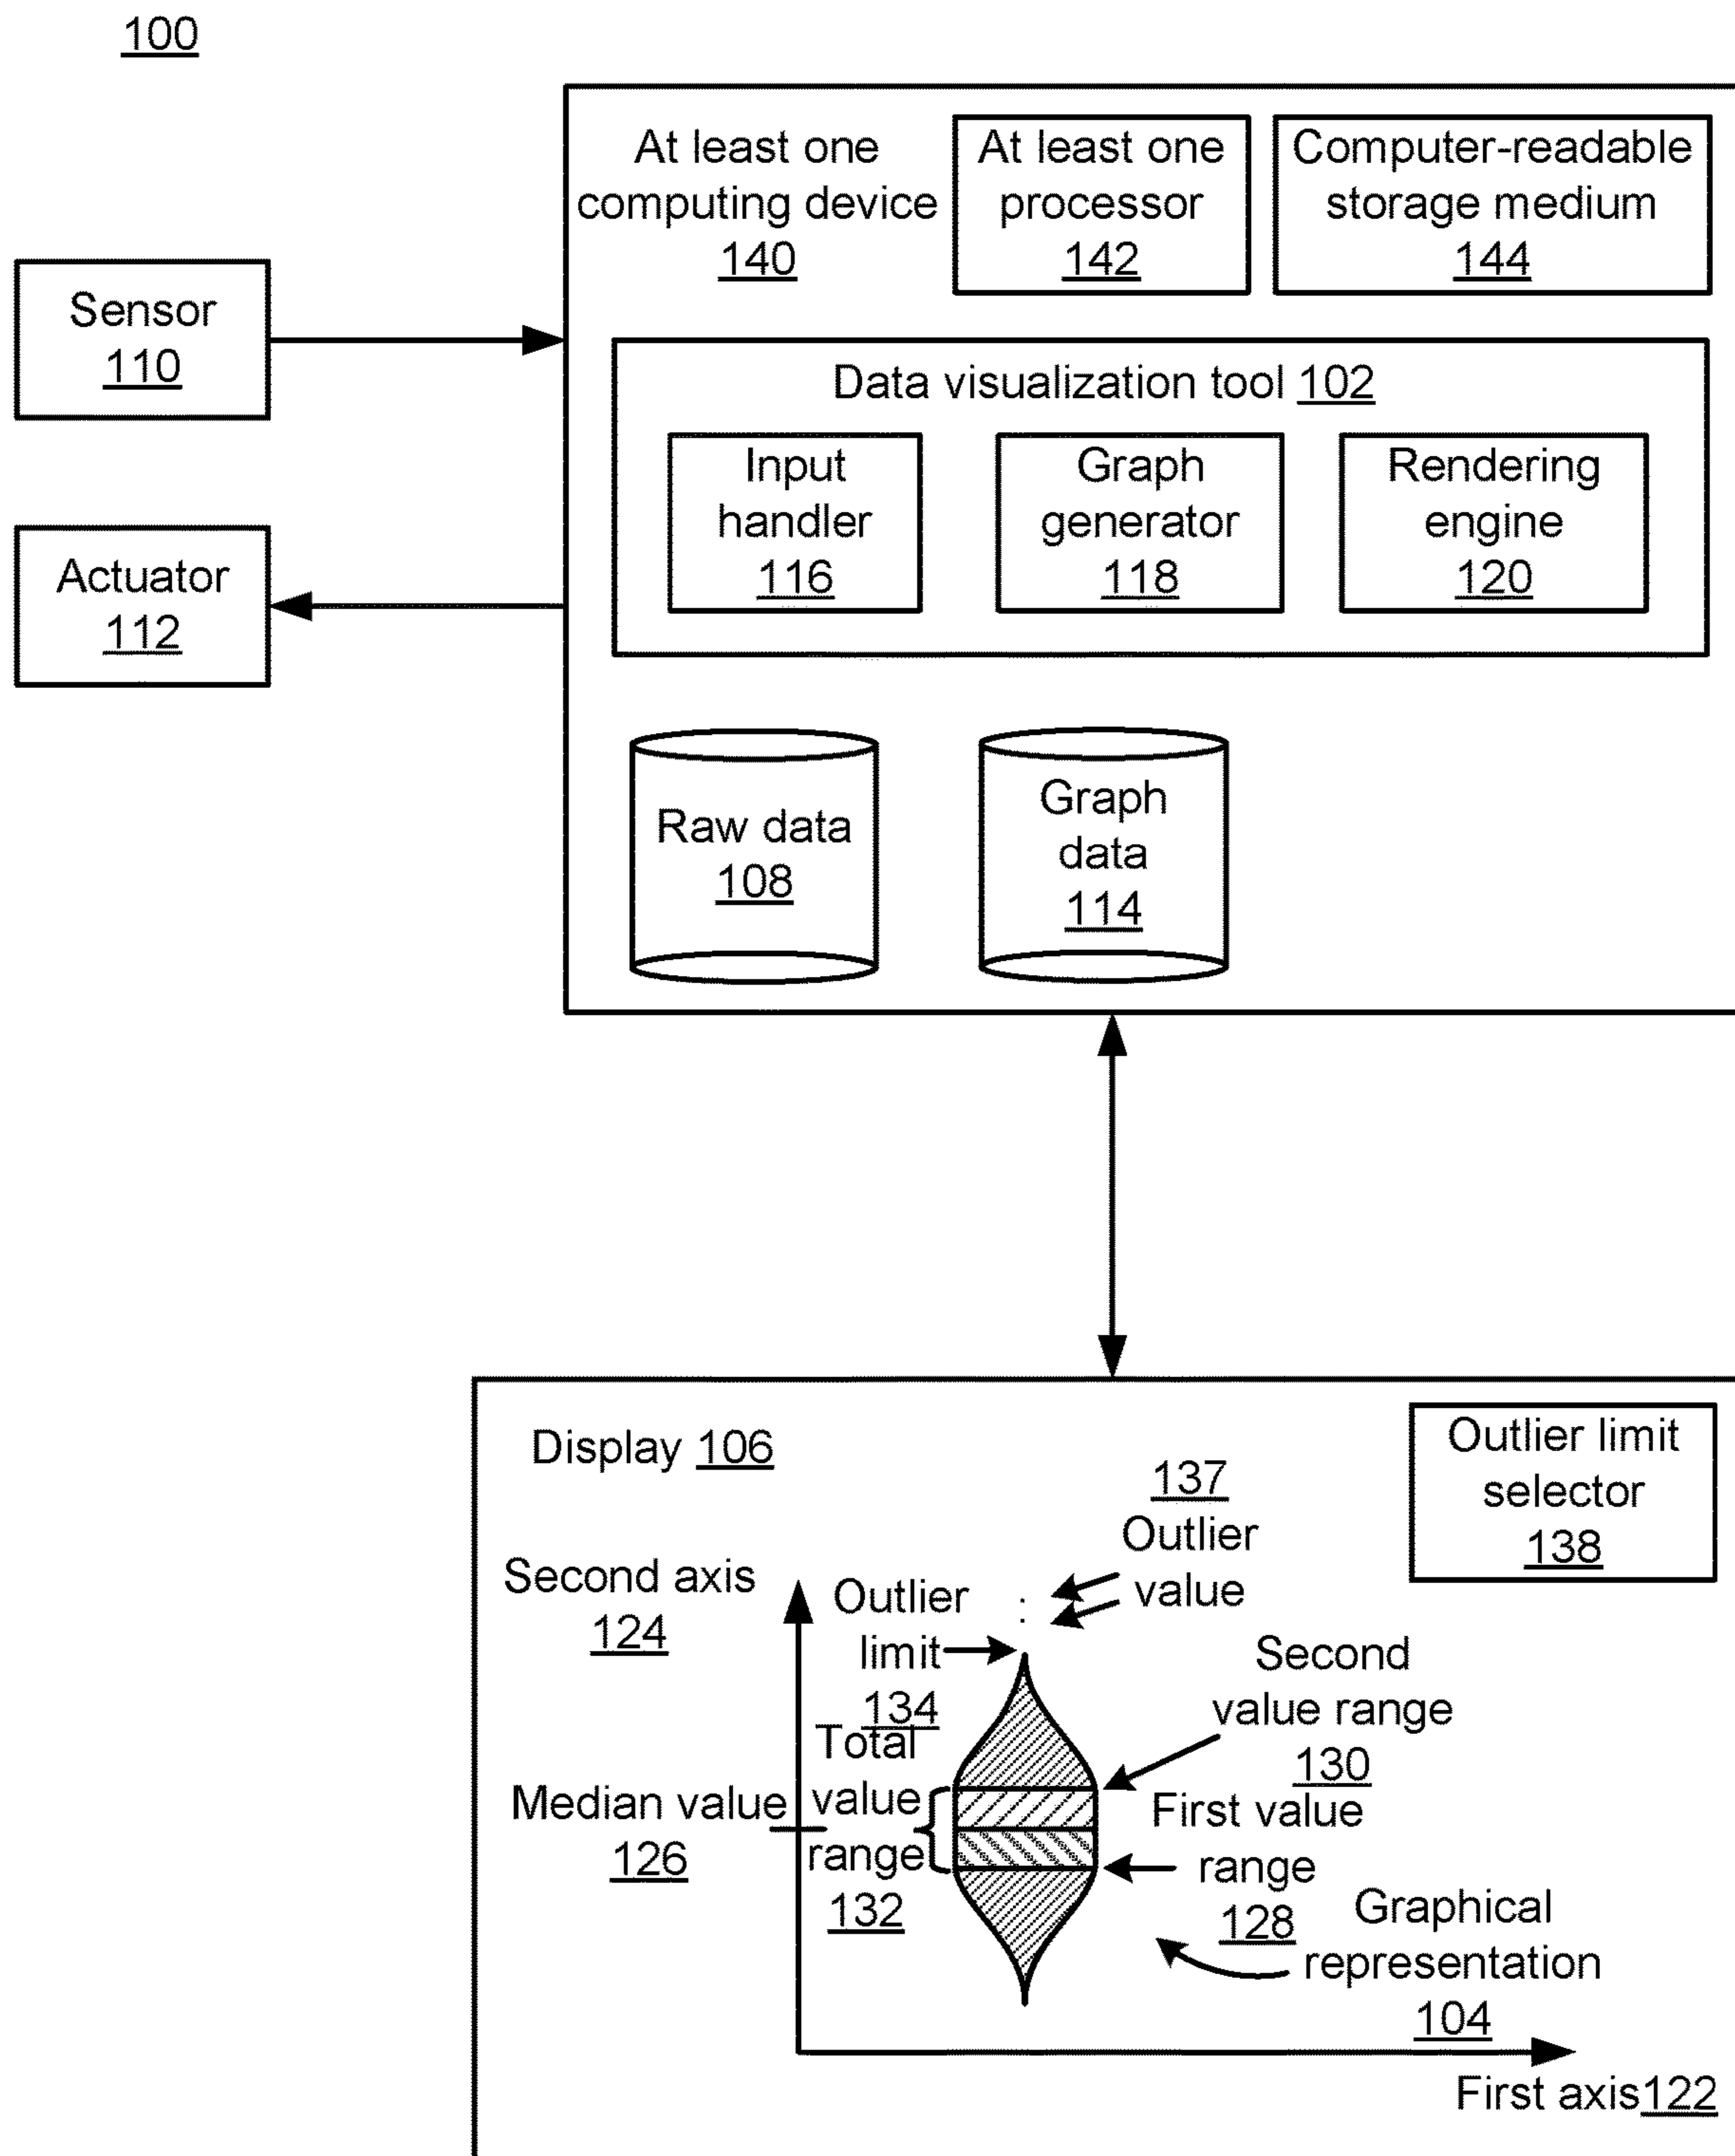 100
At least one
computing device
140
At least one
processor
142
Computer-readable
storage medium
144
Sensor
110
Data visualization tool 102
Input
handler
116
Graph
generator
118
Rendering
engine
120
Actuator
112
Raw data
108
Graph
data
114
Display 106
Outlier limit
selector
138
137
Outlier
value
Second axis
124
Outlier
limit
134
Second
value range
130
Total
value
range
132
Median value
126
First value
range
128
Graphical
representation
104
First axis122